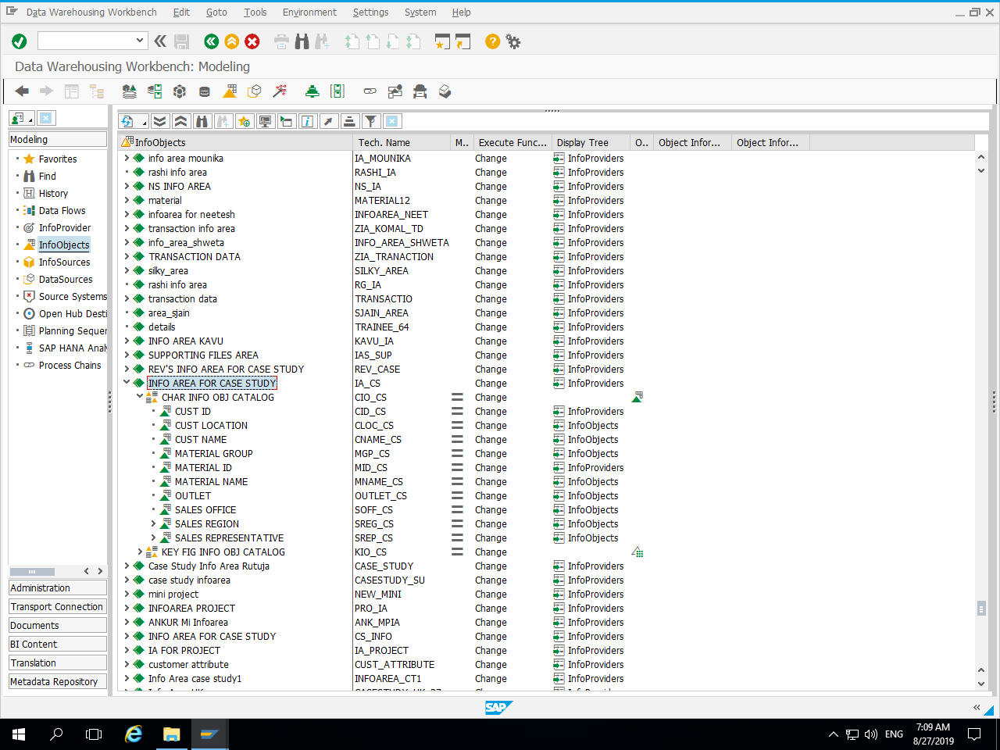 Data Warehousing Workbench Edit Goto Tools Environment Settings System Help
Data Warehousing Workbench: Modeling
Modeling
Favorites
Find
History
Data Flows
InfoProvider
InfoObjects
InfoSources
DataSources
Source Systems
Open Hub Desti
Planning Sequer
SAP HANA Analy
Process Chains
Administration
Transport Connection
Documents
BI Content
Translation
Metadata Repository
InfoObjects Tech. Name M.. Execute Func... Display Tree O.. Object Infor... Object Infor...
info area mounika IA_MOUNIKA Change InfoProviders
rashi info area RASHI_IA Change InfoProviders
NS INFO AREA NS_IA Change InfoProviders
material MATERIAL12 Change InfoProviders
infoarea for neetesh INFOAREA_NEET Change InfoProviders
transaction info area ZIA_KOMAL_TD Change InfoProviders
info_area_shweta INFO_AREA_SHWETA Change InfoProviders
TRANSACTION DATA ZIA_TRANACTION Change InfoProviders
silky_area SILKY_AREA Change InfoProviders
rashi info area RG_IA Change InfoProviders
transaction data TRANSACTIO Change InfoProviders
area_sjain SJAIN_AREA Change InfoProviders
details TRAINEE_64 Change InfoProviders
INFO AREA KAVU KAVU_IA Change InfoProviders
SUPPORTING FILES AREA IAS_SUP Change InfoProviders
REV'S INFO AREA FOR CASE STUDY REV_CASE Change InfoProviders
INFO AREA FOR CASE STUDY IA_CS Change InfoProviders
CHAR INFO OBJ CATALOG CIO_CS Change
CUST ID CID_CS Change InfoProviders
CUST LOCATION CLOC_CS Change InfoObjects
CUST NAME CNAME_CS Change InfoObjects
MATERIAL GROUP MGP_CS Change InfoObjects
MATERIAL ID MID_CS Change InfoProviders
MATERIAL NAME MNAME_CS Change InfoObjects
OUTLET OUTLET_CS Change InfoObjects
SALES OFFICE SOFF_CS Change InfoObjects
SALES REGION SREG_CS Change InfoObjects
SALES REPRESENTATIVE SREP_CS Change InfoObjects
KEY FIG INFO OBJ CATALOG KIO_CS Change
Case Study Info Area Rutuja CASE_STUDY Change InfoProviders
case study infoarea CASESTUDY_SU Change InfoProviders
mini project NEW_MINI Change InfoProviders
INFOAREA PROJECT PRO_IA Change InfoProviders
ANKUR Mi Infoarea ANK_MPIA Change InfoProviders
INFO AREA FOR CASE STUDY CS_INFO Change InfoProviders
IA FOR PROJECT IA_PROJECT Change InfoProviders
customer attribute CUST_ATTRIBUTE Change InfoProviders
Info Area case study1 INFOAREA_CT1 Change InfoProviders
SAP
ENG
7:09 AM
8/27/2019